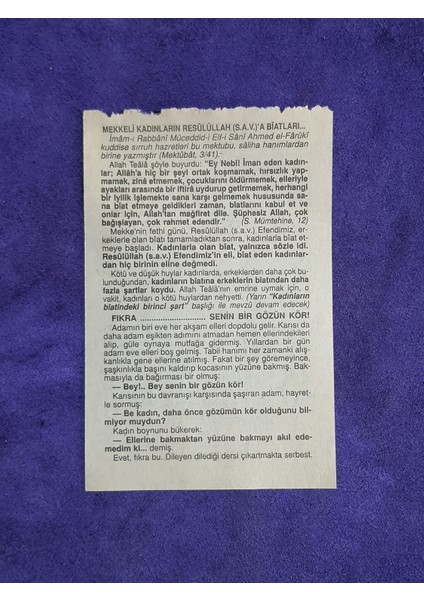 MEKKELİ KADINLARIN RESÛLÜLLAH (S.A.V.)'A BİATLARI...
İmâm-ı Rabbânî Müceddid-i Elf-i Sânî Ahmed el-Fârûkî
kuddise sırruh hazretleri bu mektubu, sâliha hanımlardan
birine yazmıştır (Mektûbât, 3/41).
Allah Teâlâ şöyle buyurdu: "Ey Nebî! İman eden kadın-
lar; Allâh'a hiç bir şeyi ortak koşmamak, hırsızlık yap-
mamak, zinâ etmemek, çocuklarını öldürmemek, elleriyle
ayakları arasında bir iftirâ uydurup getirmemek, herhangi
bir iyilik işlemekte sana karşı gelmemek hususunda sa-
na bîat etmeye geldikleri zaman, bîatlarını kabul et ve
onlar için, Allah'tan mağfiret dile. Şüphesiz Allah, çok
bağışlayan, çok rahmet edendir." (S. Mümtehine, 12)
Mekke'nin fethi günü, Resûlüllah (s.a.v.) Efendimiz, er-
keklerle olan bîatı tamamladıktan sonra, kadınlarla bîat et-
meye başladı. Kadınlarla olan bîat, yalnızca sözle idi.
Resûlüllah (s.a.v.) Efendimiz'in eli, bîat eden kadınlar-
dan hiç birinin eline değmedi.
Kötü ve düşük huylar kadınlarda, erkeklerden daha çok bu-
lunduğundan, kadınların bîatına erkeklerin bîatından daha
fazla şartlar koydu. Allah Teâlâ'nın emrine uymak için, o
vakit, kadınları o kötü huylardan nehyetti. (Yarın "Kadınların
bîatindeki birinci şart" başlığı ile mevzû devam edecek)
FIKRA ........................ SENİN BİR GÖZÜN KÖR!
Adamın biri eve her akşam elleri dopdolu gelir. Karısı da
daha adam eşikten adımını atmadan hemen ellerindekileri
alıp, güle oynaya mutfağa gidermiş. Yıllardan bir gün
adam eve elleri boş gelmiş. Tabii hanımı her zamanki alış-
kanlıkla gene ellerine atılmış. Fakat bir şey göremeyince,
şaşkınlıkla başını kaldırıp kocasının yüzüne bakmış. Bak-
masıyla da bağırması bir olmuş:
— Bey!.. Bey senin bir gözün kör!
Karısının bu davranışı karşısında şaşıran adam, hayret-
le sormuş:
— Be kadın, daha önce gözümün kör olduğunu bil-
miyor muydun?
Kadın boynunu bükerek:
— Ellerine bakmaktan yüzüne bakmayı akıl ede-
medim ki... demiş.
Evet, fıkra bu. Dileyen dilediği dersi çıkartmakta serbest.